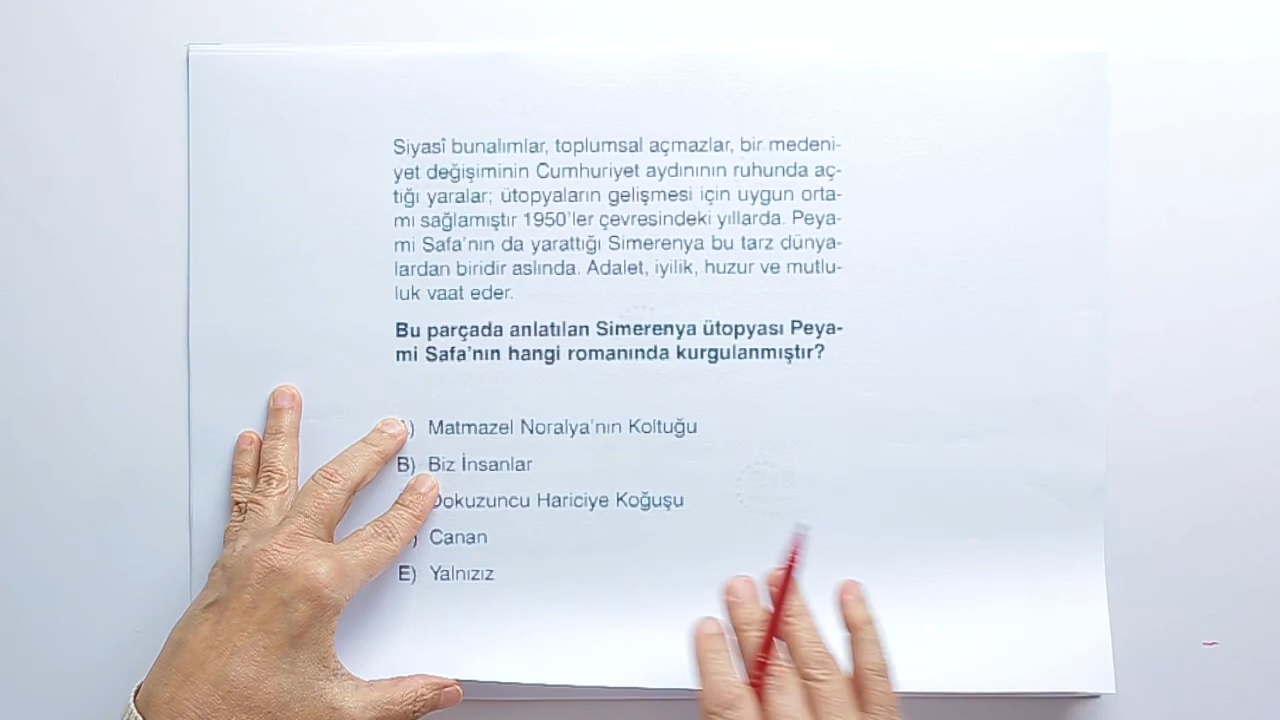 Siyasî bunalımlar, toplumsal açmazlar, bir medeni-
yet değişiminin Cumhuriyet aydınının ruhunda aç-
tığı yaralar; ütopyaların gelişmesi için uygun orta-
mı sağlamıştır 1950'ler çevresindeki yıllarda. Peya-
mi Safa'nın da yarattığı Simerenya bu tarz dünya-
lardan biridir aslında. Adalet, iyilik, huzur ve mutlu-
luk vaat eder.
Bu parçada anlatılan Simerenya ütopyası Peya-
mi Safa'nın hangi romanında kurgulanmıştır?
) Matmazel Noralya'nın Koltuğu
B) Biz İnsanlar
Dokuzuncu Hariciye Koğuşu
) Canan
E) Yalnızız